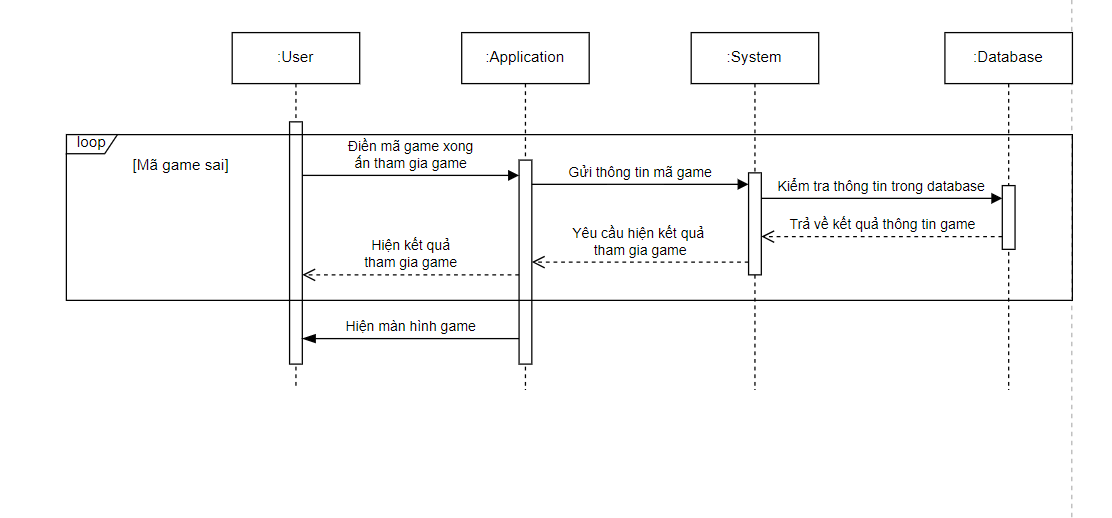 :User
:Application
:System
:Database
loop
[Mã game sai]
Điền mã game xong
ấn tham gia game
Gửi thông tin mã game
Kiểm tra thông tin trong database
Trả về kết quả thông tin game
Yêu cầu hiện kết quả
tham gia game
Hiện kết quả
tham gia game
Hiện màn hình game